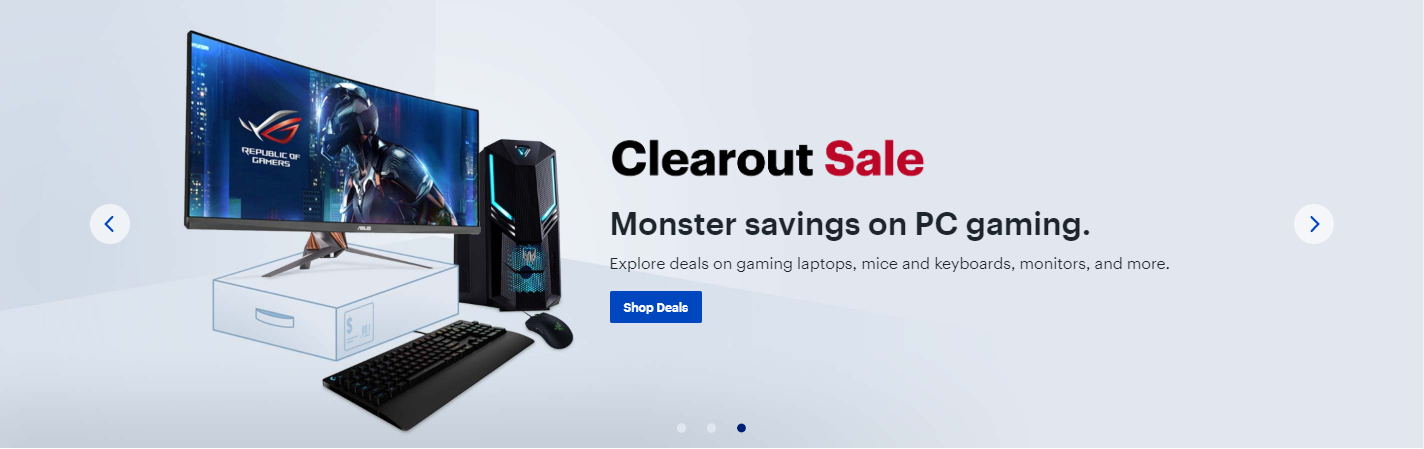 REPUBLIC OF
GAMERS
ASUS
Clearout Sale
Monster savings on PC gaming.
Explore deals on gaming laptops, mice and keyboards, monitors, and more.
Shop Deals
$